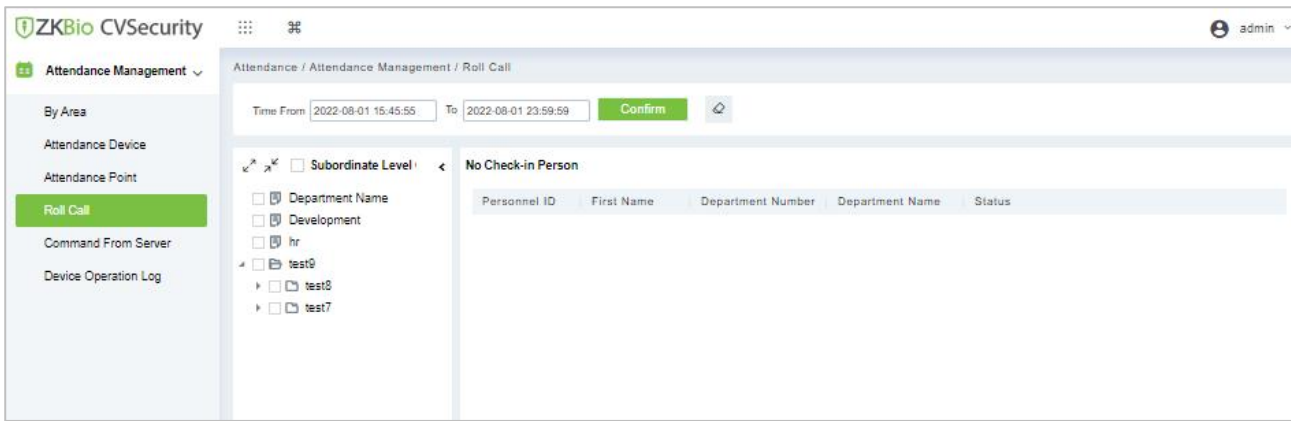 ZKBio CVSecurity
admin
Attendance Management
Attendance / Attendance Management / Roll Call
By Area
Time From 2022-08-01 15:45:55 To 2022-08-01 23:59:59 Confirm
Attendance Device
Attendance Point
Roll Call
Command From Server
Device Operation Log
Subordinate Level
Department Name
Development
hr
test9
test8
test7
No Check-in Person
Personnel ID First Name Department Number Department Name Status